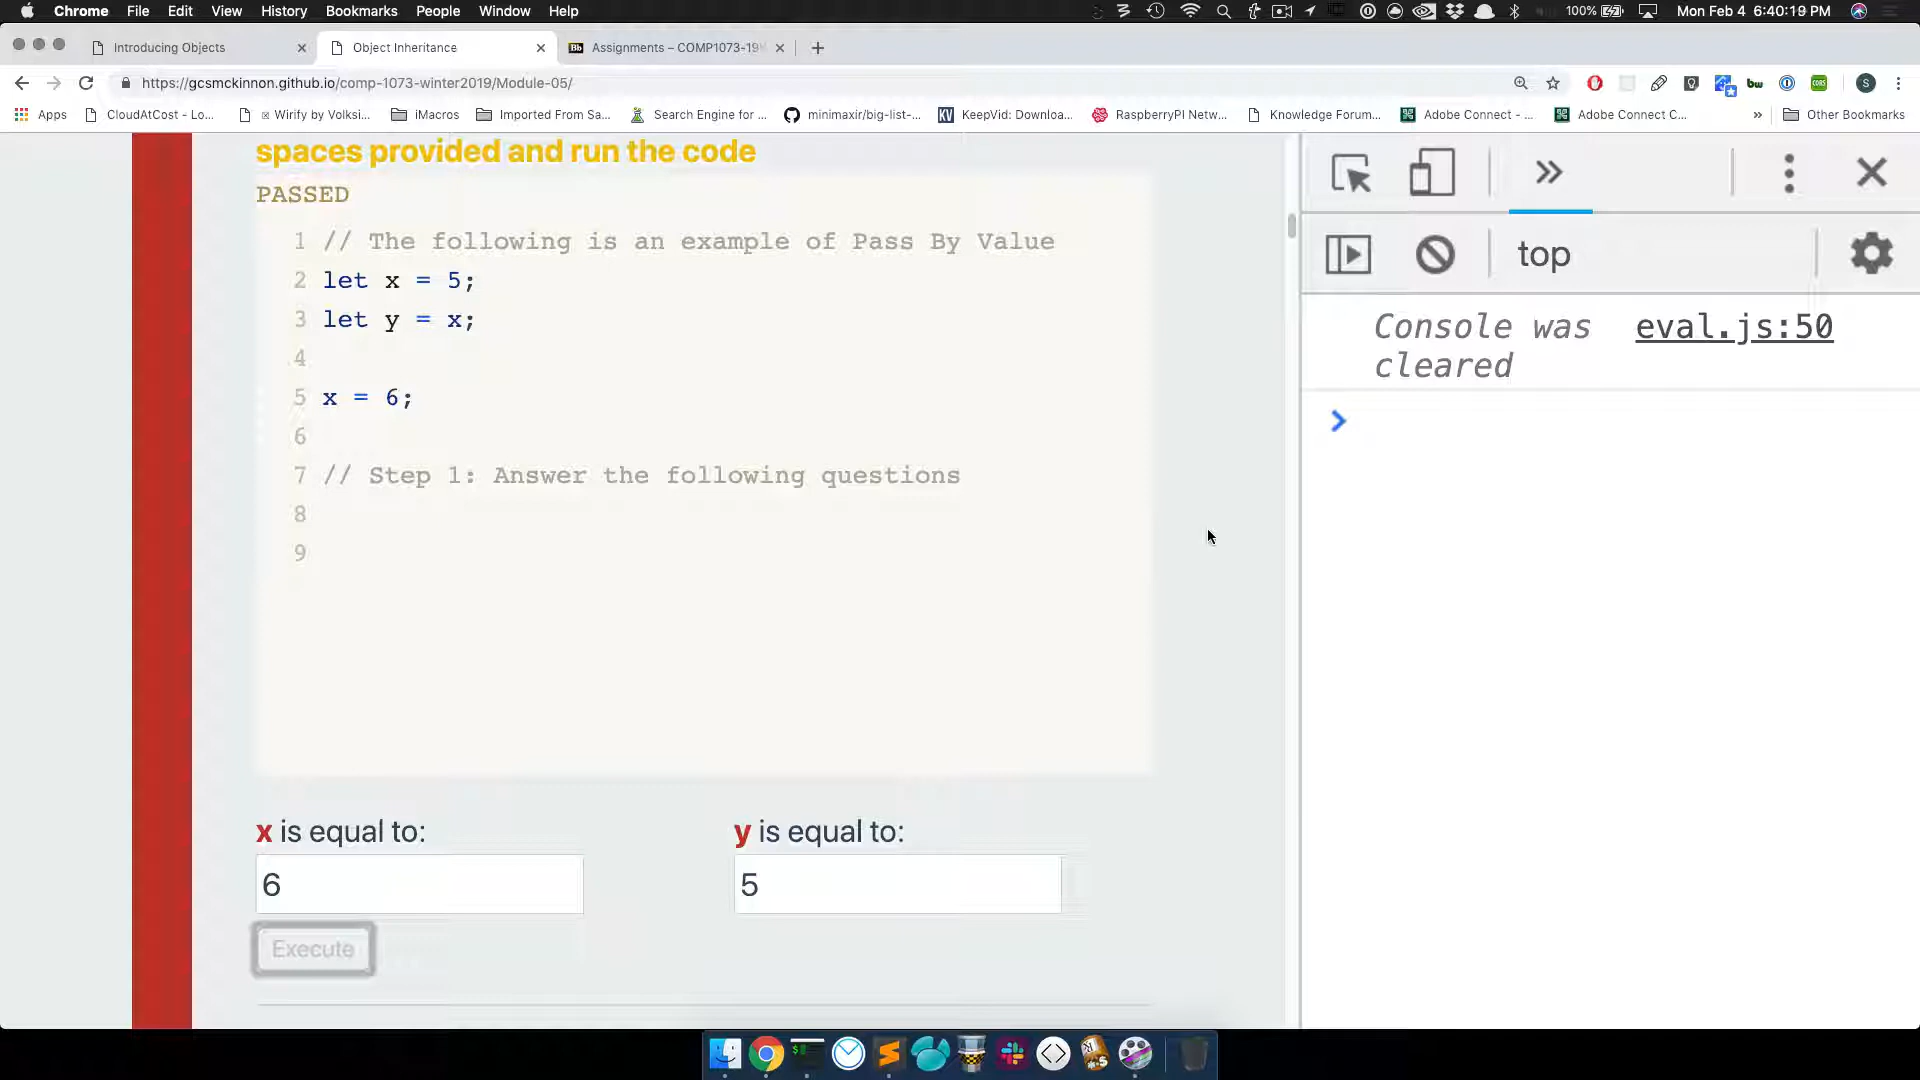 Chrome File Edit View History Bookmarks People Window Help 100% Mon Feb 4 6:40:19 PM
Introducing Objects Object Inheritance Bb Assignments – COMP1073-19W
https://gcsmckinnon.github.io/comp-1073-winter2019/Module-05/
Apps CloudAtCost - Lo... Wirify by Volksi... iMacros Imported From Sa... Search Engine for ... minimaxir/big-list-... KV KeepVid: Downloa... RaspberryPI Netw... Knowledge Forum... Adobe Connect - ... Adobe Connect C... » Other Bookmarks
spaces provided and run the code
PASSED
1 // The following is an example of Pass By Value
2 let x = 5;
3 let y = x;
4
5 x = 6;
6
7 // Step 1: Answer the following questions
8
9
x is equal to: y is equal to:
6 5
Execute
top
Console was cleared eval.js:50